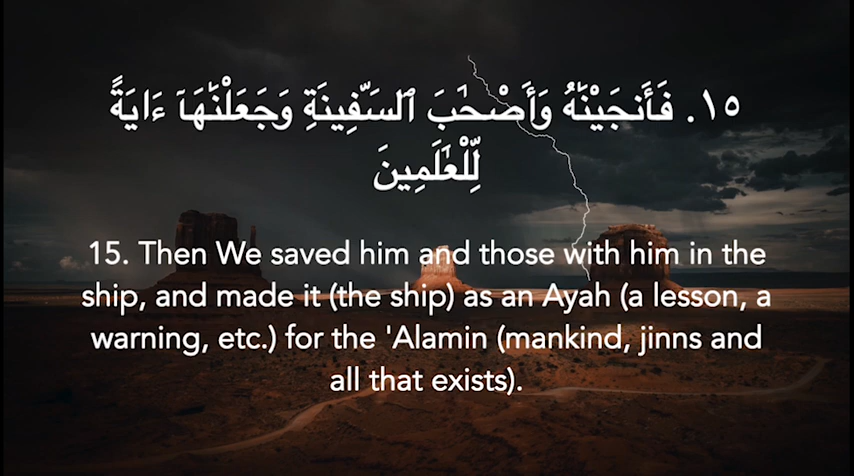 ١٥. فَأَنجَيْنَٰهُ وَأَصْحَٰبَ ٱلسَّفِينَةِ وَجَعَلْنَٰهَآ ءَايَةً
لِّلْعَٰلَمِينَ
15. Then We saved him and those with him in the
ship, and made it (the ship) as an Ayah (a lesson, a
warning, etc.) for the 'Alamin (mankind, jinns and
all that exists).